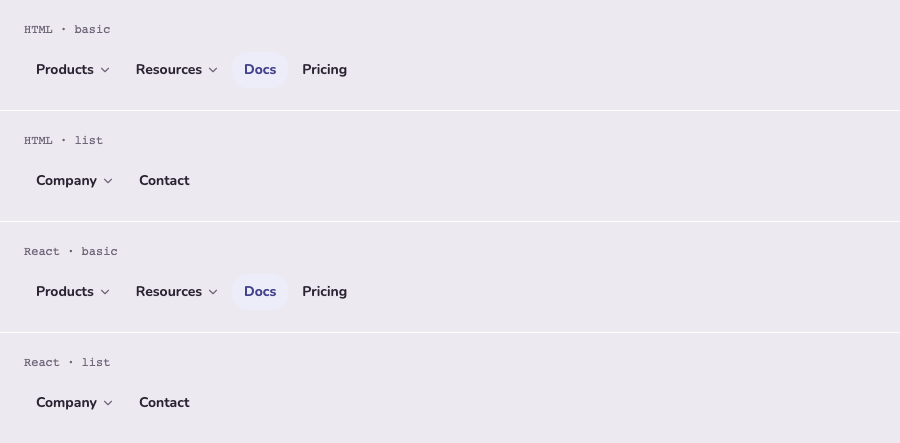 HTML · basic
Products Resources Docs Pricing
HTML · list
Company Contact
React · basic
Products Resources Docs Pricing
React · list
Company Contact